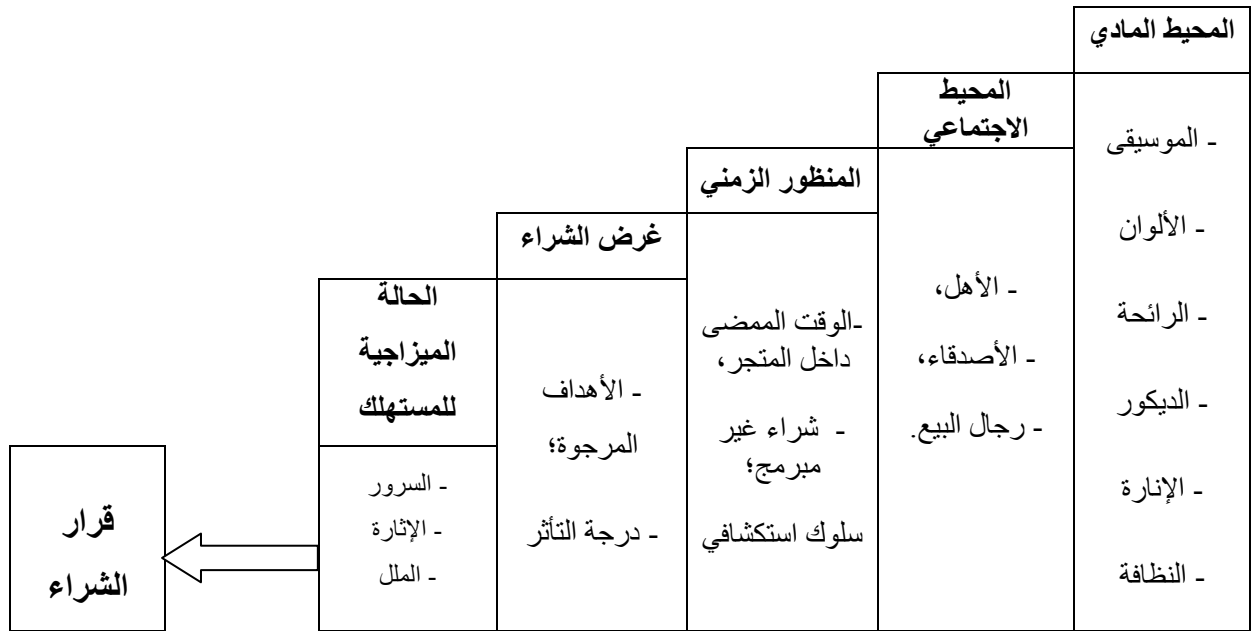 المحيط المادي
- الموسيقى
- الألوان
- الرائحة
- الديكور
- الإنارة
- النظافة
المحيط
الاجتماعي
- الأهل،
- الأصدقاء،
- رجال البيع.
المنظور الزمني
-الوقت الممضى
داخل المتجر،
- شراء غير
مبرمج؛
سلوك استكشافي
غرض الشراء
- الأهداف
المرجوة؛
- درجة التأثر
الحالة
الميزاجية
للمستهلك
- السرور
- الإثارة
- الملل
قرار
الشراء